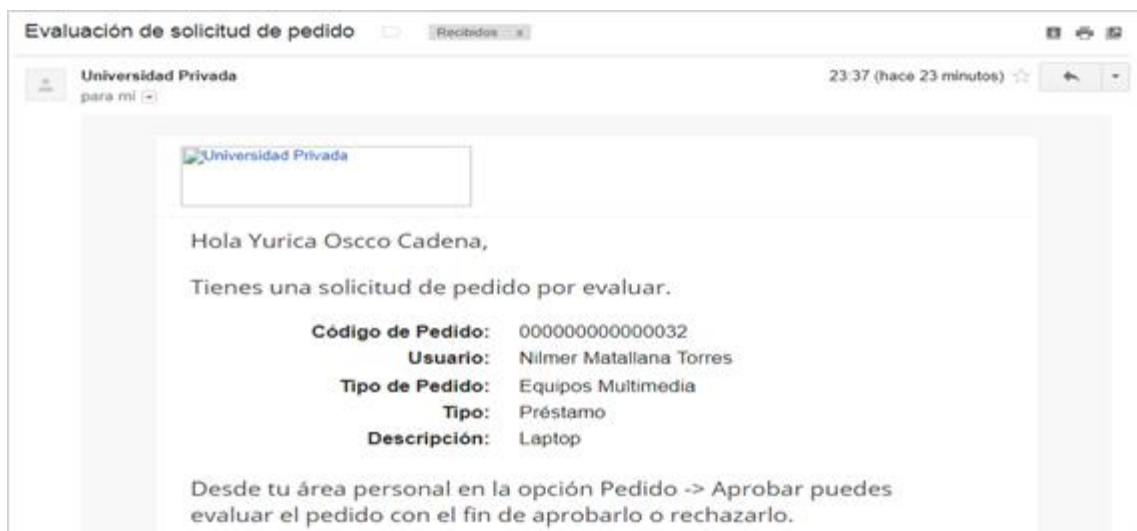 Evaluación de solicitud de pedido Recibidos x
Universidad Privada 23:37 (hace 23 minutos)
para mí
Universidad Privada
Hola Yurica Oscco Cadena,
Tienes una solicitud de pedido por evaluar.
Código de Pedido: 000000000000032
Usuario: Nilmer Matallana Torres
Tipo de Pedido: Equipos Multimedia
Tipo: Préstamo
Descripción: Laptop
Desde tu área personal en la opción Pedido -> Aprobar puedes
evaluar el pedido con el fin de aprobarlo o rechazarlo.